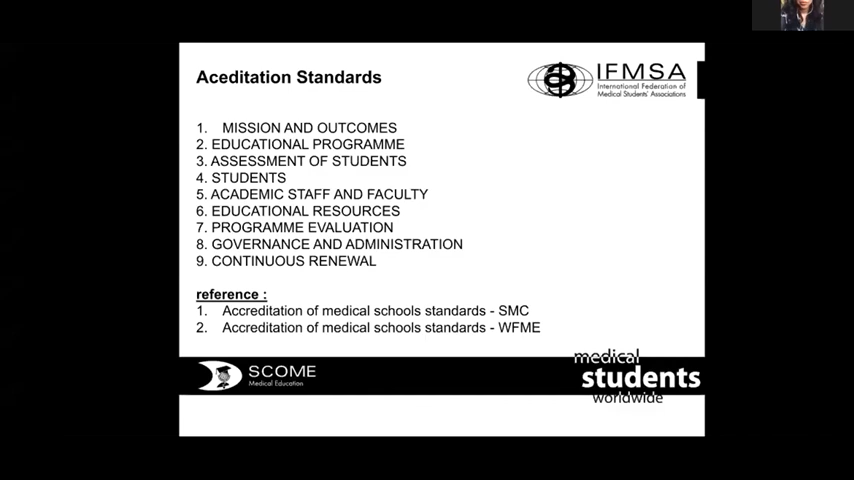 Aceditation Standards
IFMSA
International Federation of
Medical Students' Associations
1. MISSION AND OUTCOMES
2. EDUCATIONAL PROGRAMME
3. ASSESSMENT OF STUDENTS
4. STUDENTS
5. ACADEMIC STAFF AND FACULTY
6. EDUCATIONAL RESOURCES
7. PROGRAMME EVALUATION
8. GOVERNANCE AND ADMINISTRATION
9. CONTINUOUS RENEWAL
reference :
1. Accreditation of medical schools standards - SMC
2. Accreditation of medical schools standards - WFME
SCOME
Medical Education
medical
students
worldwide